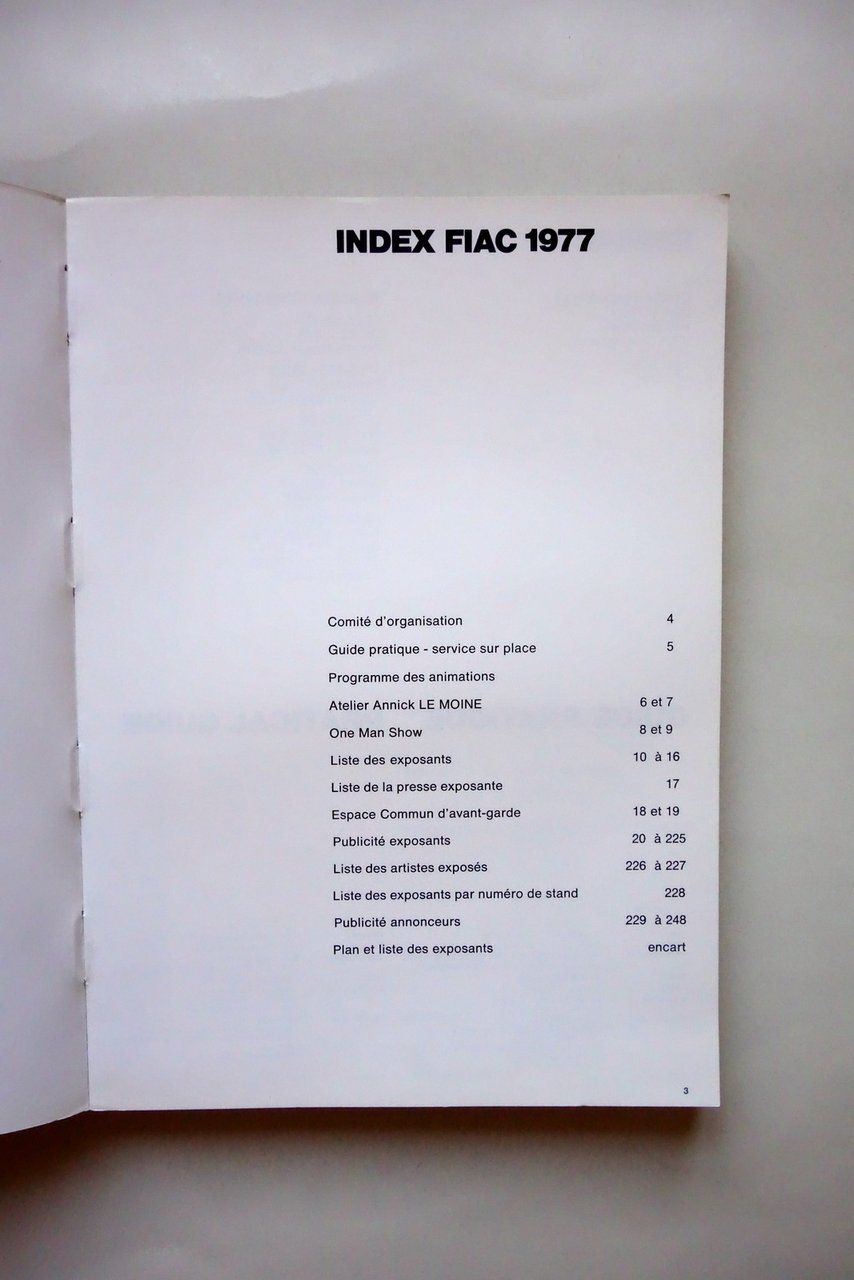 INDEX FIAC 1977
Comité d'organisation 4
Guide pratique - service sur place 5
Programme des animations
Atelier Annick LE MOINE 6 et 7
One Man Show 8 et 9
Liste des exposants 10 à 16
Liste de la presse exposante 17
Espace Commun d'avant-garde 18 et 19
Publicité exposants 20 à 225
Liste des artistes exposés 226 à 227
Liste des exposants par numéro de stand 228
Publicité annonceurs 229 à 248
Plan et liste des exposants encart
3